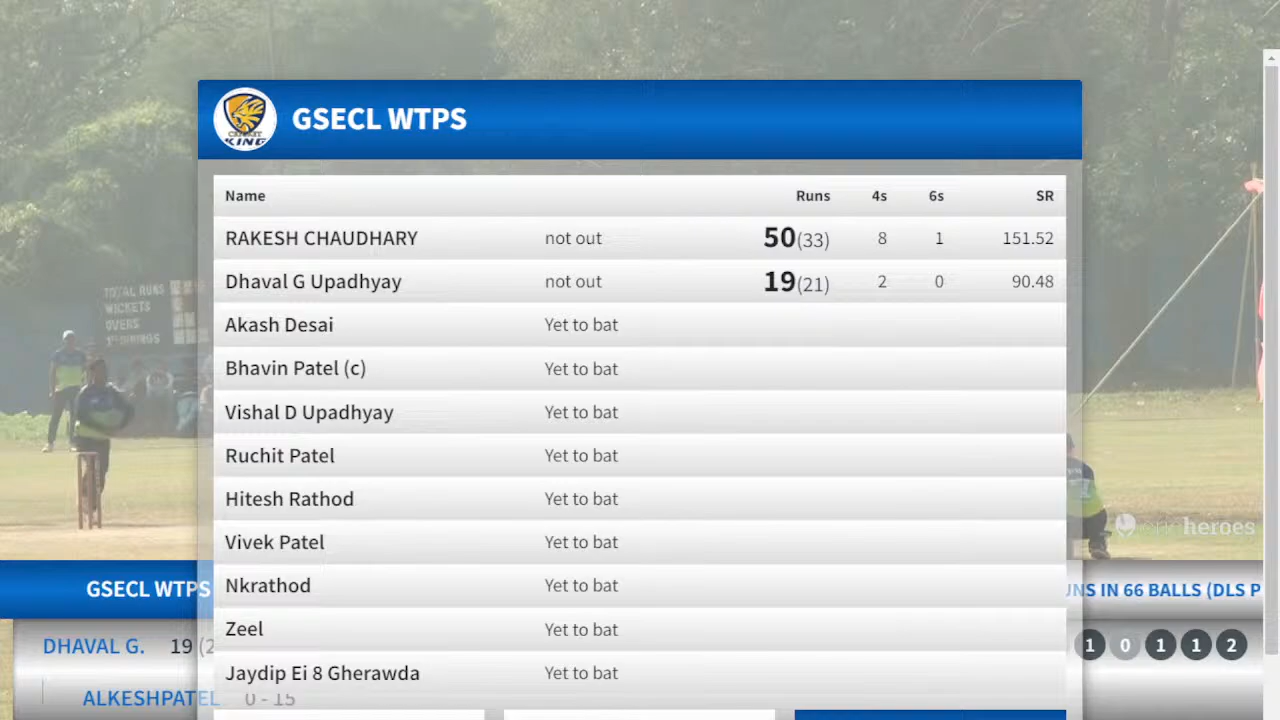 TOTAL RUNS
WICKETS
OVERS
GSECL WTPS
CRICKET
KING
Name Runs 4s 6s SR
RAKESH CHAUDHARY not out 50(33) 8 1 151.52
Dhaval G Upadhyay not out 19(21) 2 0 90.48
Akash Desai Yet to bat
Bhavin Patel (c) Yet to bat
Vishal D Upadhyay Yet to bat
Ruchit Patel Yet to bat
Hitesh Rathod Yet to bat
Vivek Patel Yet to bat
Nkrathod Yet to bat
Zeel Yet to bat
Jaydip Ei 8 Gherawda Yet to bat
cricheroes
GSECL WTPS UNS IN 66 BALLS (DLS P
DHAVAL G. 19 (2 1 0 1 1 2
ALKESHPATEL 0 - 15